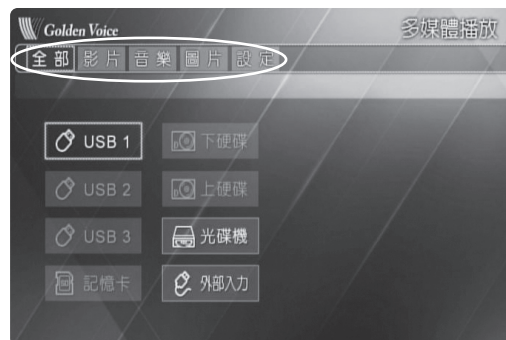 Golden Voice 多媒體播放
全部 影片 音樂 圖片 設定
USB 1 下硬碟
USB 2 上硬碟
USB 3 光碟機
記憶卡 外部入力